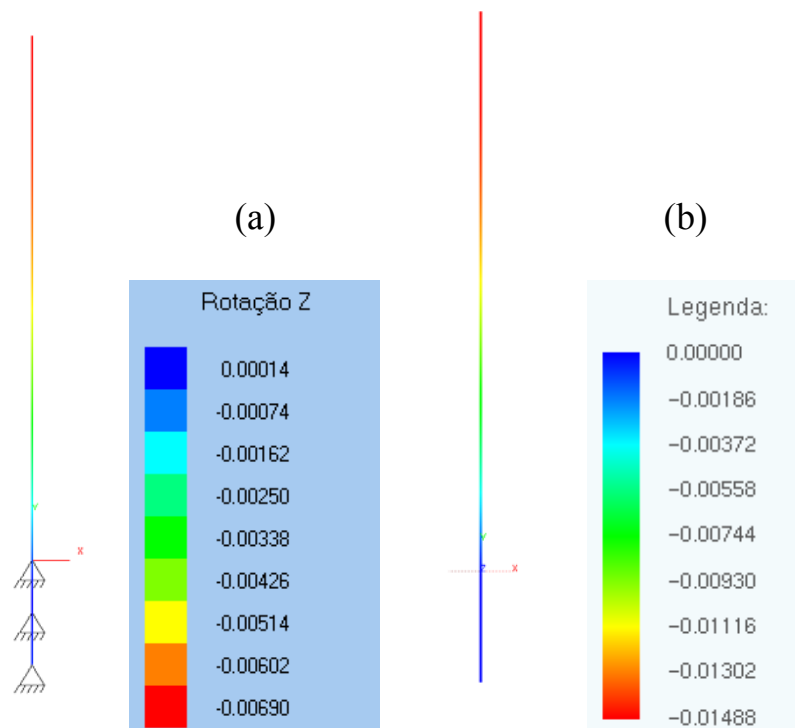 (a)
Rotação Z
0.00014
-0.00074
-0.00162
-0.00250
-0.00338
-0.00426
-0.00514
-0.00602
-0.00690
Y
X
(b)
Legenda:
0.00000
-0.00186
-0.00372
-0.00558
-0.00744
-0.00930
-0.01116
-0.01302
-0.01488
Y
Z X